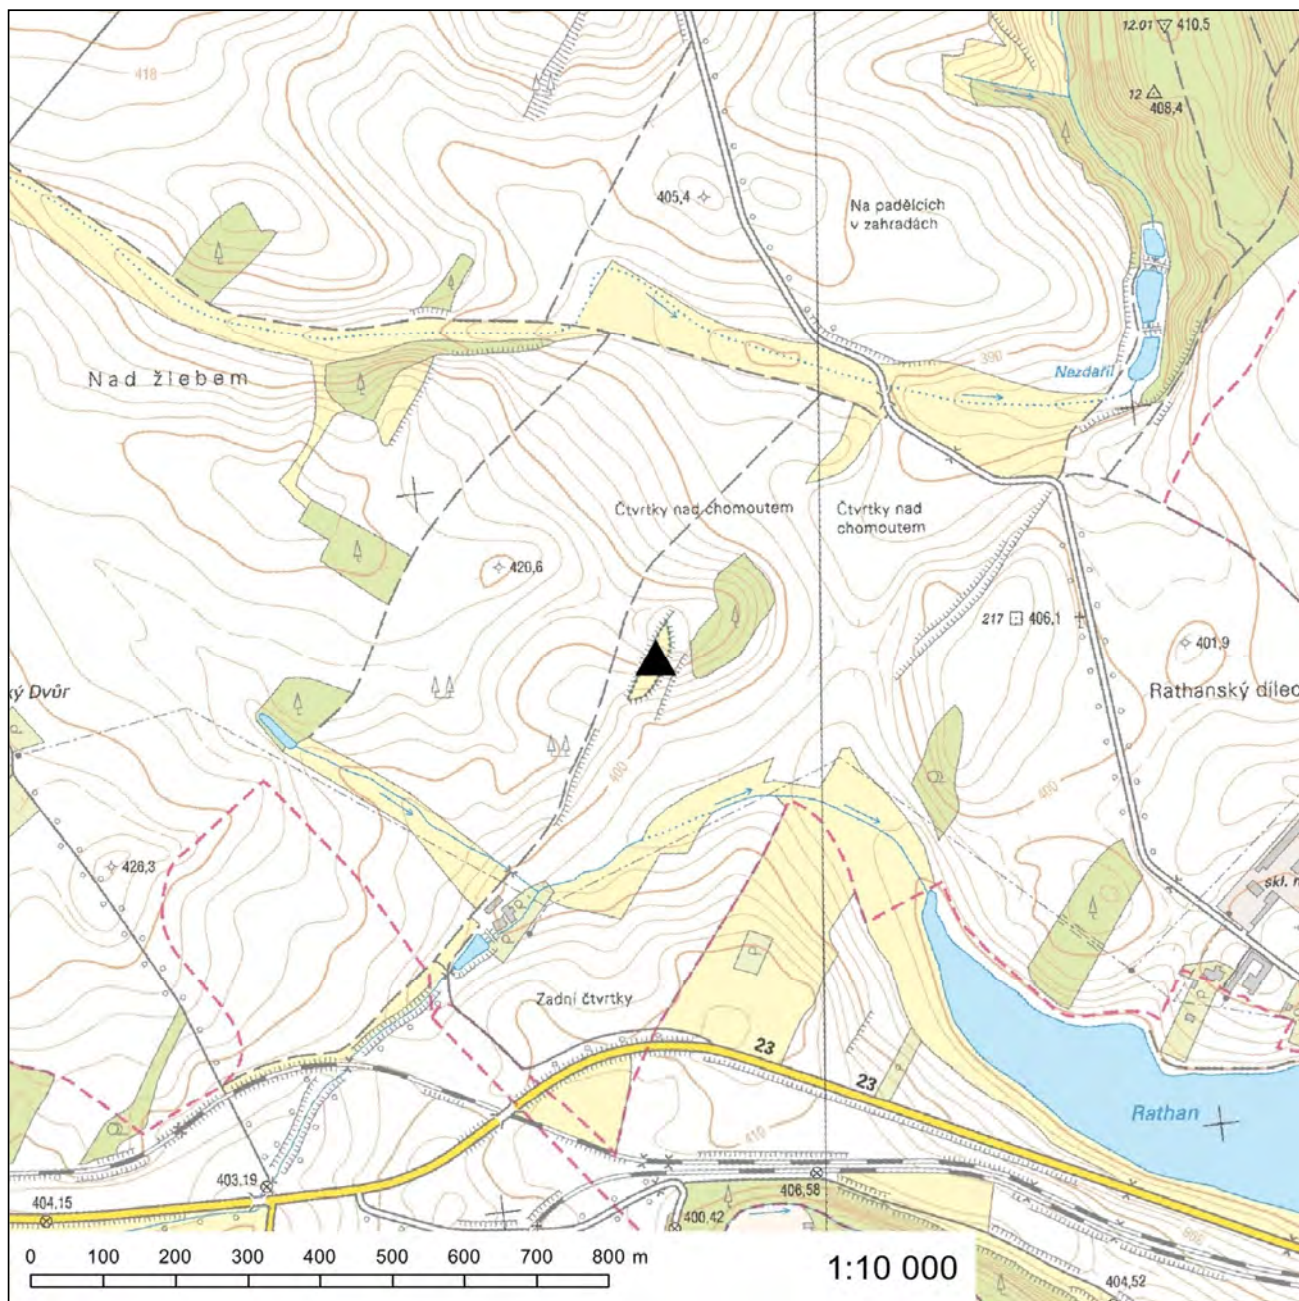 12.01 410,5
418
12
408,4
405,4
Na padělcích
v zahradách
390
Nezdařil
Nad žlebem
Čtvrtky nad chomoutem
Čtvrtky nad
chomoutem
420,6
217 406,1
401,9
Rathanský dílec
ký Dvůr
400
400
426,3
skl.
Zadní čtvrtky
23
23
Rathan
410
403,19
406,58
404,15
400,42
404,52
0 100 200 300 400 500 600 700 800 m
1:10 000